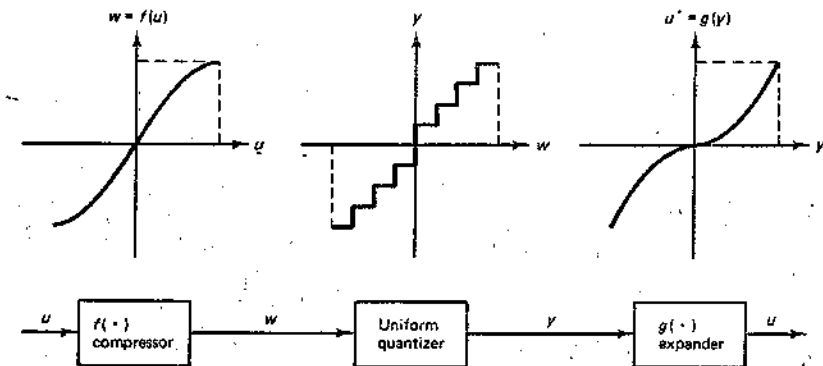 w = f(u)
y
u˙ = g(y)
u
w
y
u
f( · )
compressor
w
Uniform
quantizer
y
g( · )
expander
u